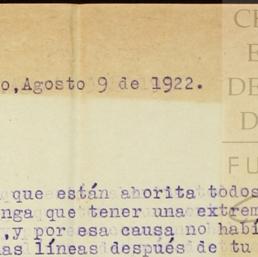 o,Agosto 9 de 1922.
que están ahorita todos
nga que tener una extrem
,y por esa causa no habí
as líneas después de tu
CE
E
DE
D
FU